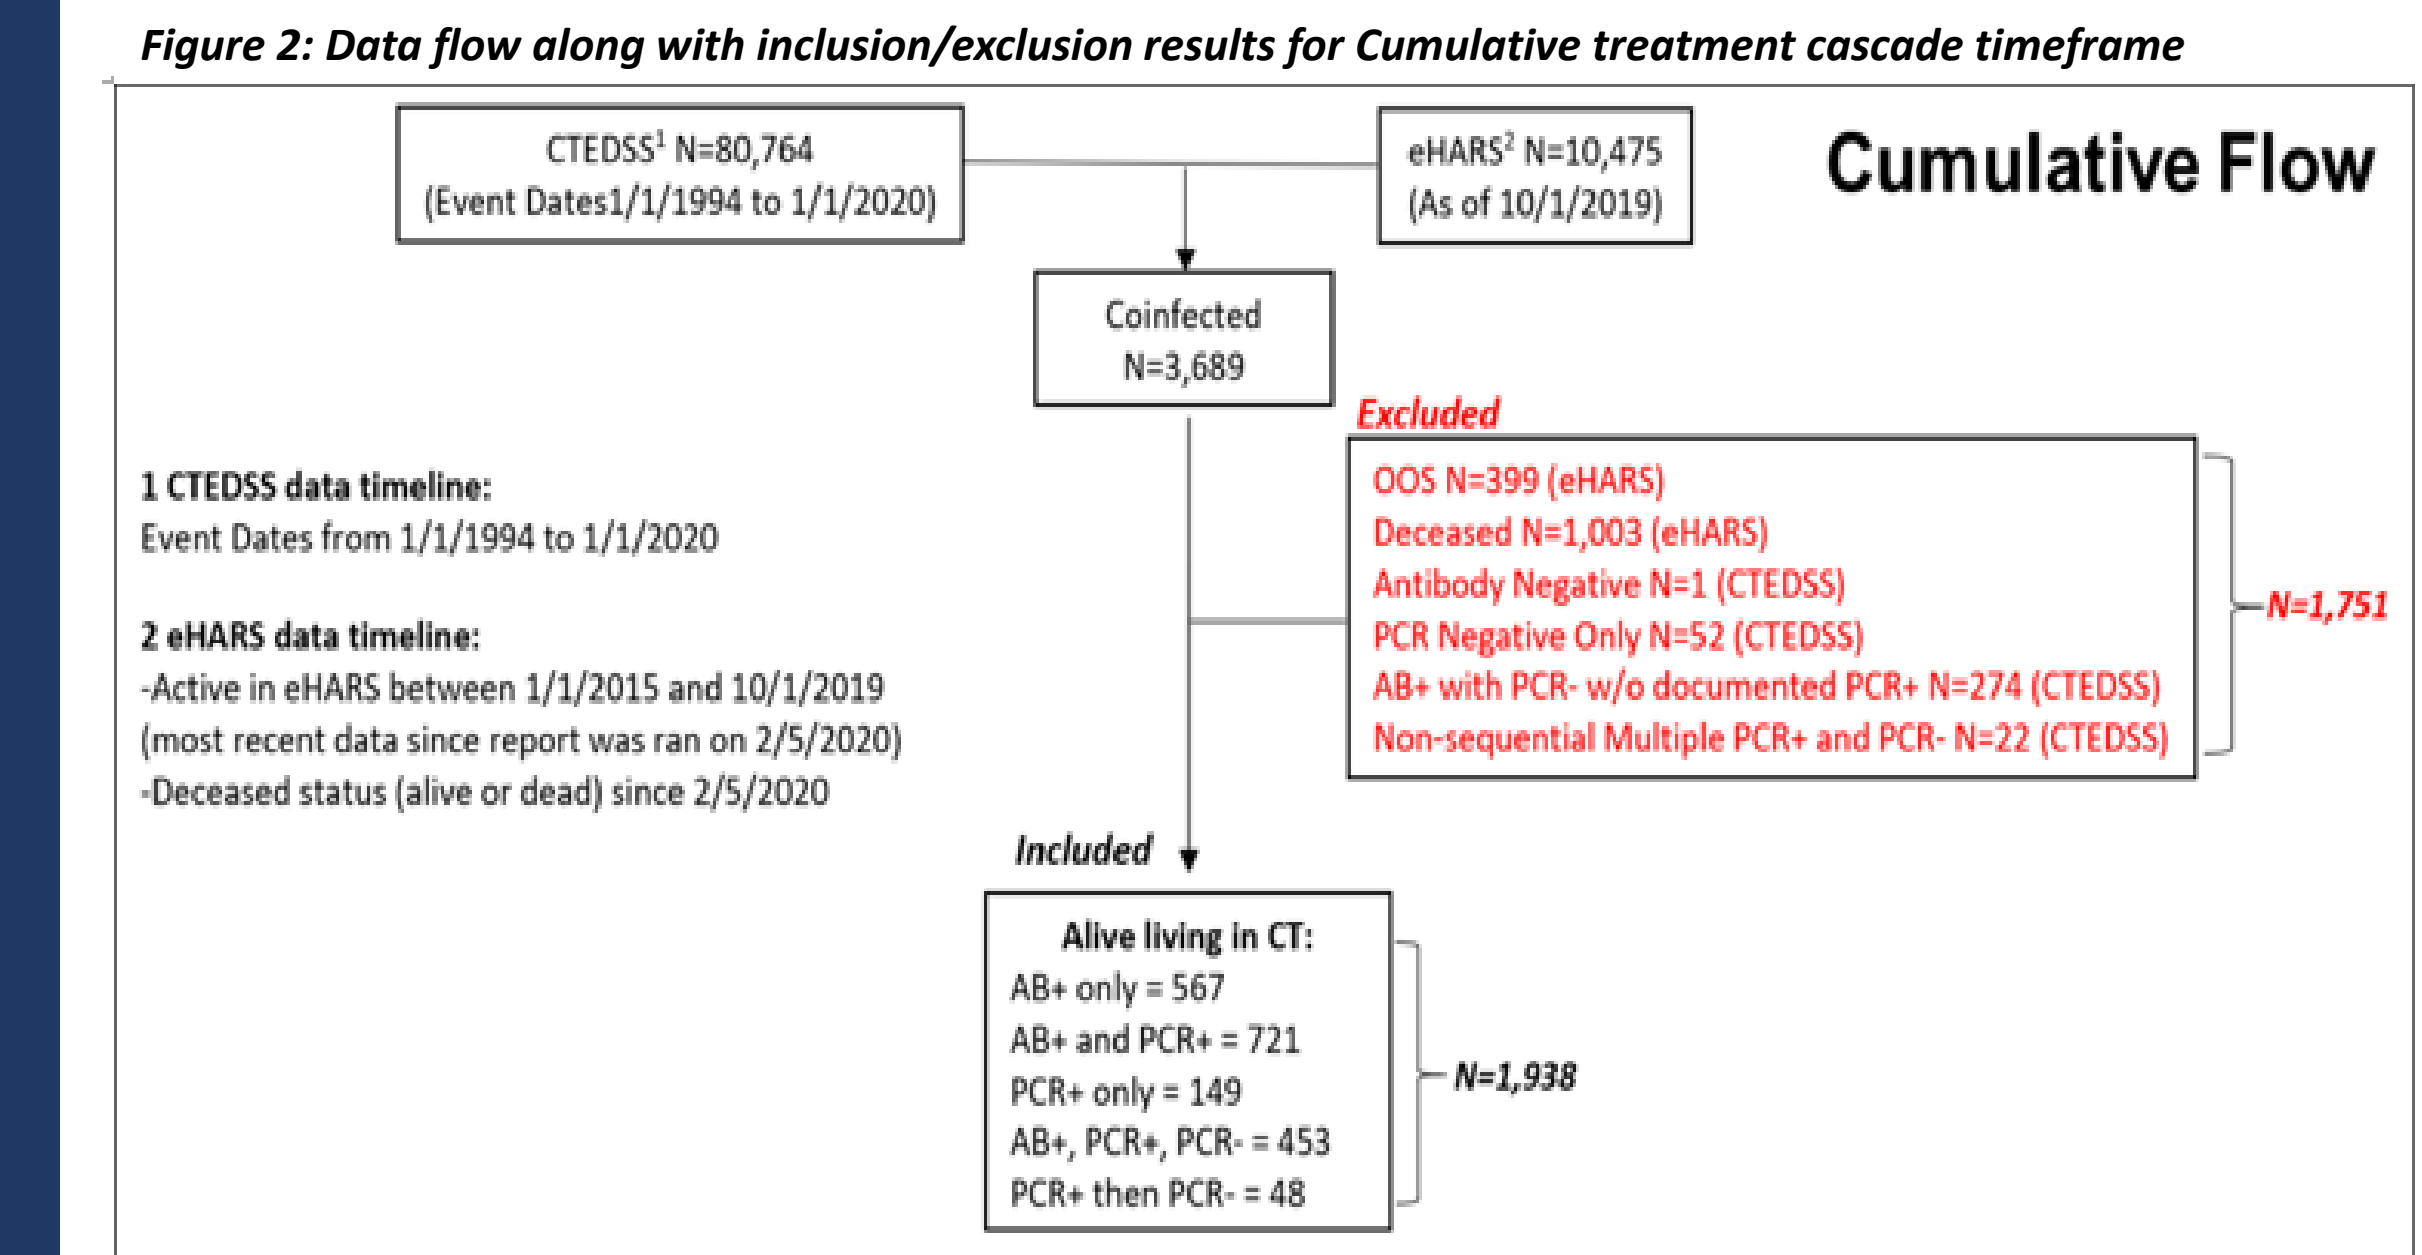 Figure 2: Data flow along with inclusion/exclusion results for Cumulative treatment cascade timeframe
CTEDSS¹ N=80,764
(Event Dates1/1/1994 to 1/1/2020)
eHARS² N=10,475
(As of 10/1/2019)
Cumulative Flow
Coinfected
N=3,689
Excluded
OOS N=399 (eHARS)
Deceased N=1,003 (eHARS)
Antibody Negative N=1 (CTEDSS)
PCR Negative Only N=52 (CTEDSS)
AB+ with PCR- w/o documented PCR+ N=274 (CTEDSS)
Non-sequential Multiple PCR+ and PCR- N=22 (CTEDSS)
N=1,751
1 CTEDSS data timeline:
Event Dates from 1/1/1994 to 1/1/2020
2 eHARS data timeline:
-Active in eHARS between 1/1/2015 and 10/1/2019
(most recent data since report was ran on 2/5/2020)
-Deceased status (alive or dead) since 2/5/2020
Included
Alive living in CT:
AB+ only = 567
AB+ and PCR+ = 721
PCR+ only = 149
AB+, PCR+, PCR- = 453
PCR+ then PCR- = 48
N=1,938